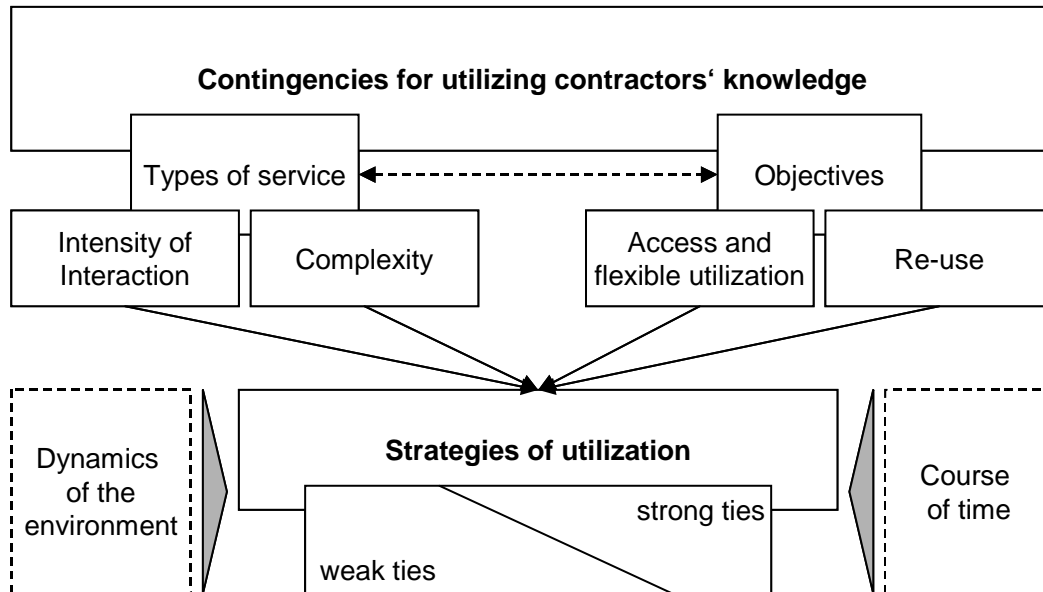 Contingencies for utilizing contractors‘ knowledge
Types of service
Objectives
Intensity of
Interaction
Complexity
Access and
flexible utilization
Re-use
Dynamics
of the
environment
Strategies of utilization
strong ties
weak ties
Course
of time